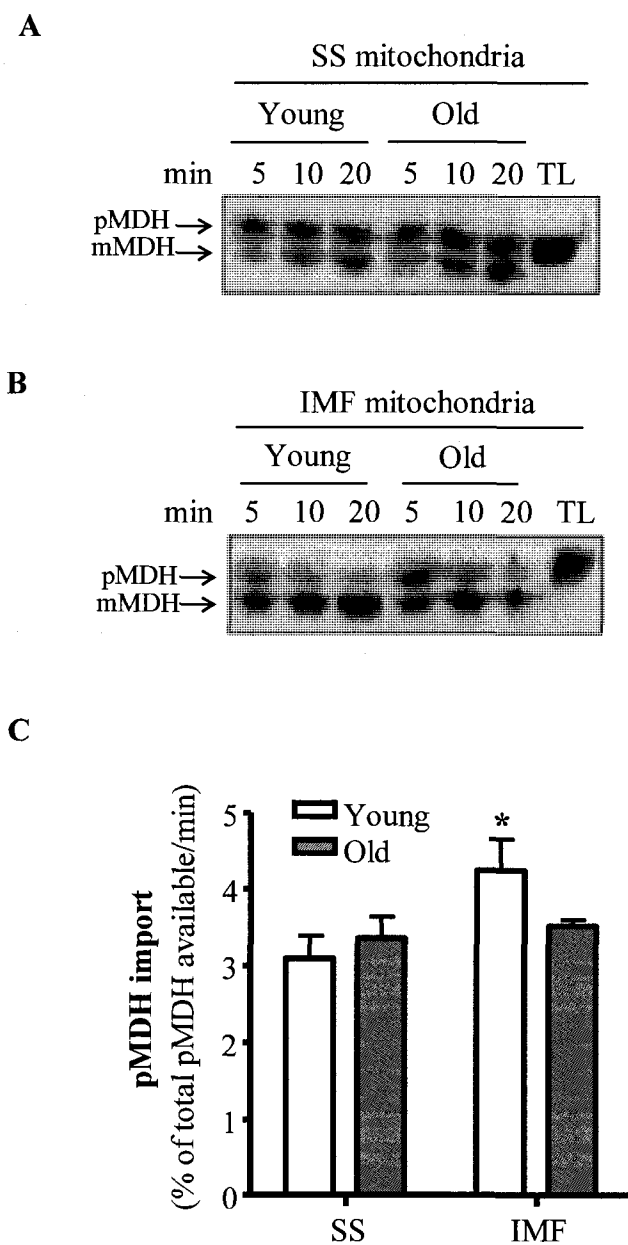 A
SS mitochondria
Young Old
min 5 10 20 5 10 20 TL
pMDH
mMDH
B
IMF mitochondria
Young Old
min 5 10 20 5 10 20 TL
pMDH
mMDH
C
pMDH import
(% of total pMDH available/min)
5
4
3
2
1
0
Young
Old
*
SS IMF